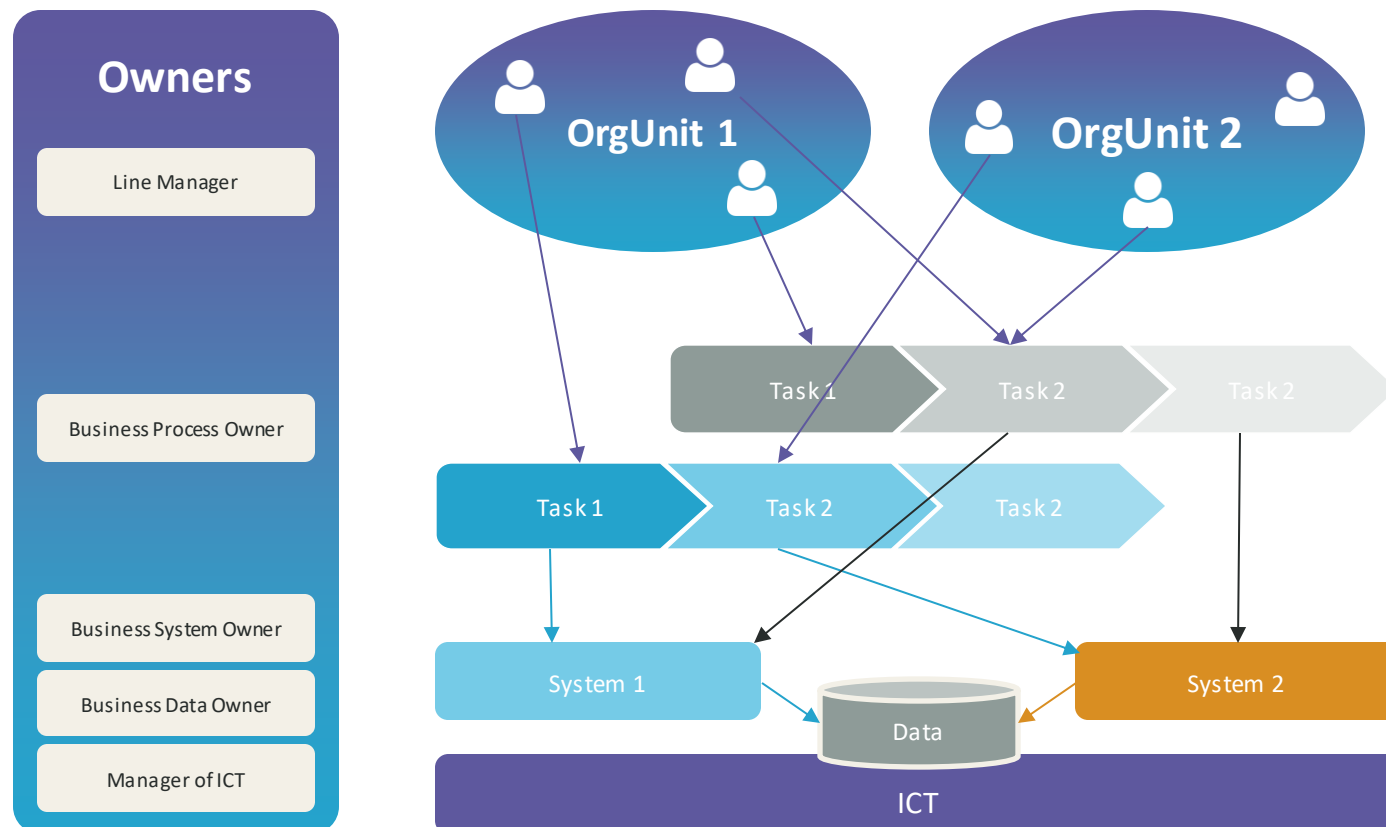 Owners
Line Manager
Business Process Owner
Business System Owner
Business Data Owner
Manager of ICT
OrgUnit 1
OrgUnit 2
Task 1
Task 2
Task 2
Task 1
Task 2
Task 2
System 1
System 2
Data
ICT